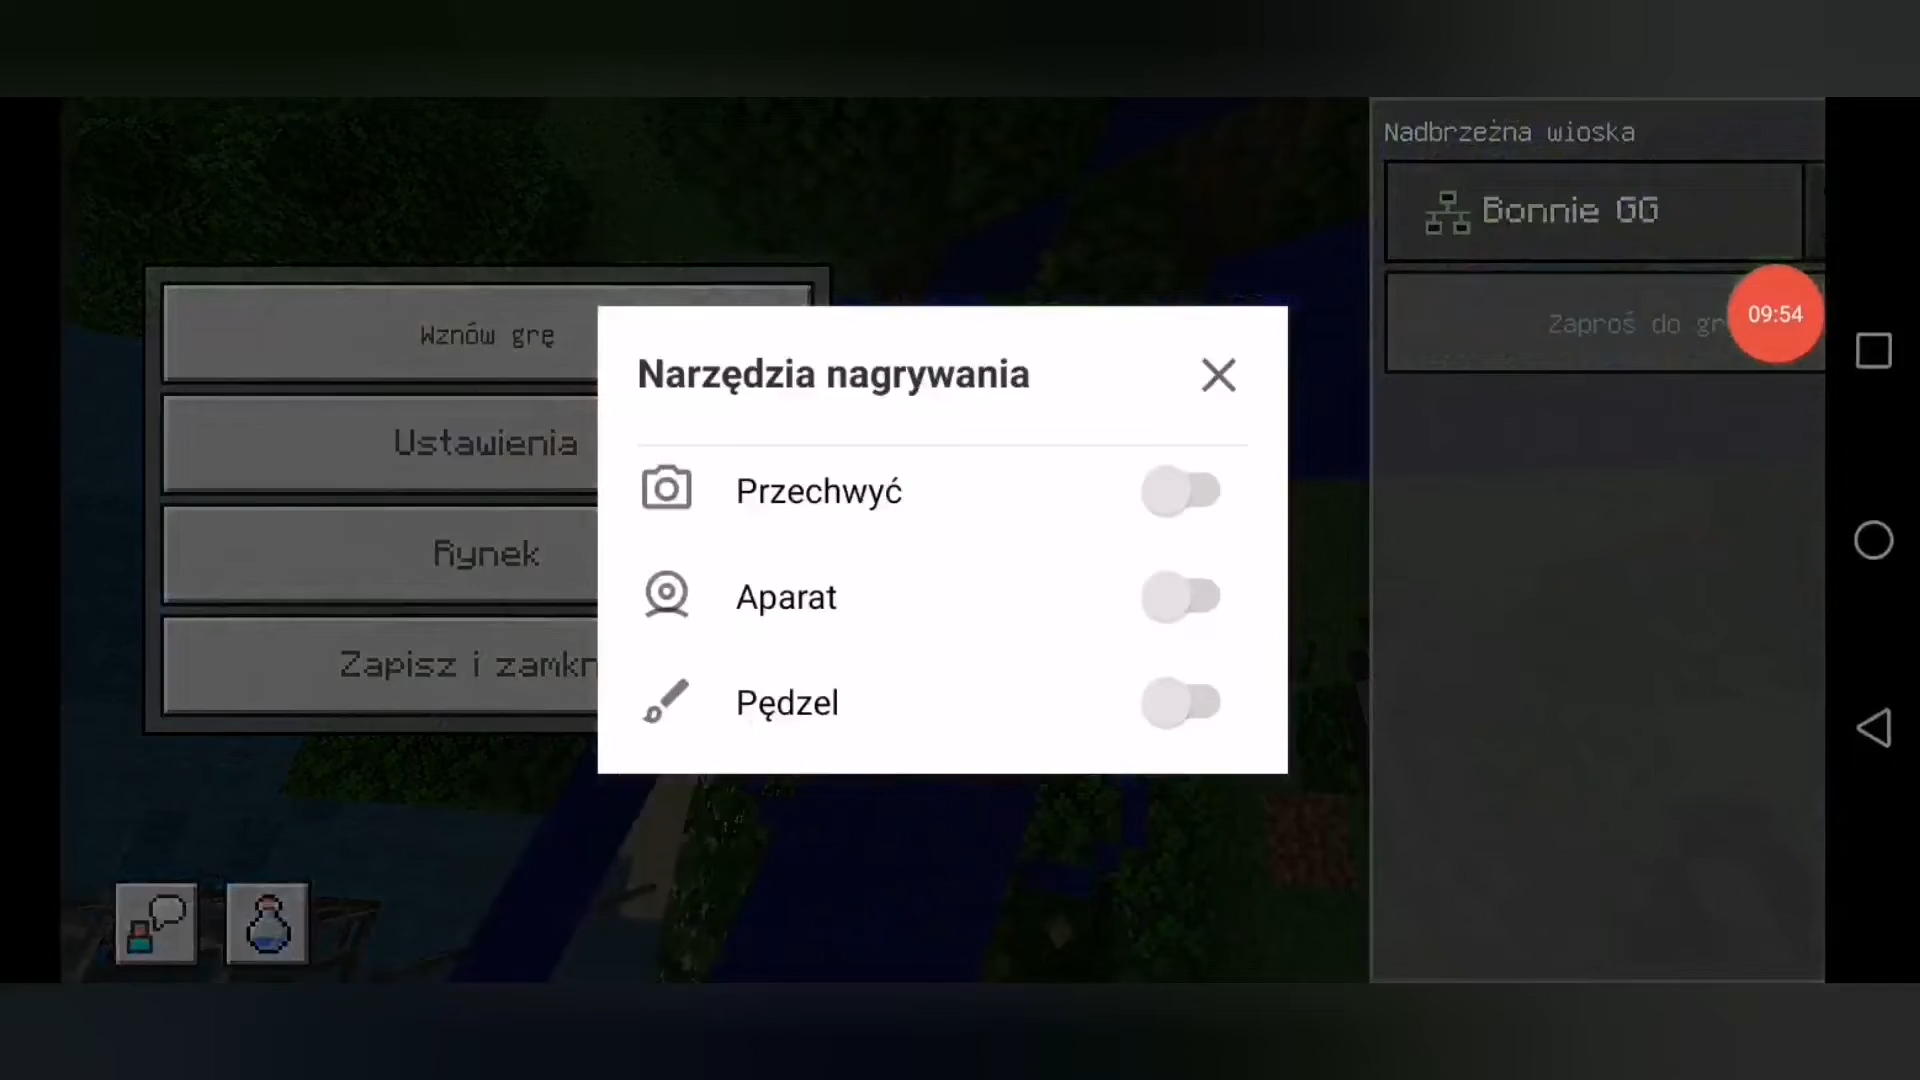 Nadbrzeżna wioska
Bonnie GG
Zaproś do gr
09:54
Wznów grę
Ustawienia
Rynek
Zapisz i zamkn
Narzędzia nagrywania
Przechwyć
Aparat
Pędzel